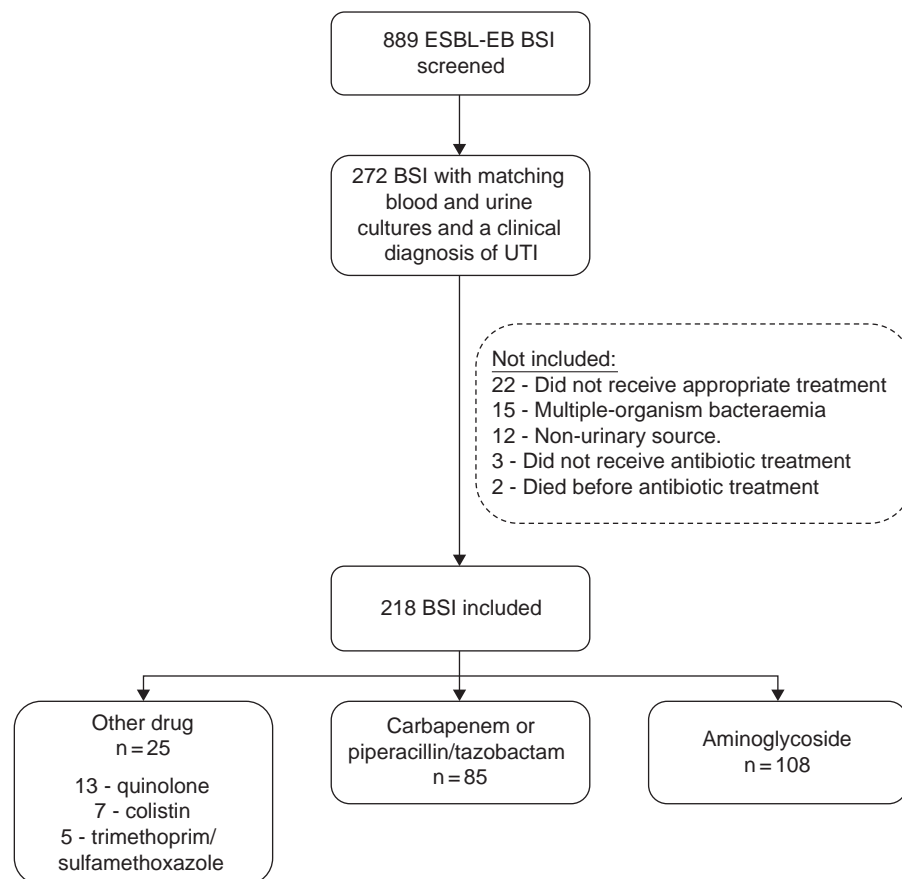 889 ESBL-EB BSI
screened
272 BSI with matching
blood and urine
cultures and a clinical
diagnosis of UTI
Not included:
22 - Did not receive appropriate treatment
15 - Multiple-organism bacteraemia
12 - Non-urinary source.
3 - Did not receive antibiotic treatment
2 - Died before antibiotic treatment
218 BSI included
Other drug
n = 25
13 - quinolone
7 - colistin
5 - trimethoprim/
sulfamethoxazole
Carbapenem or
piperacillin/tazobactam
n = 85
Aminoglycoside
n = 108